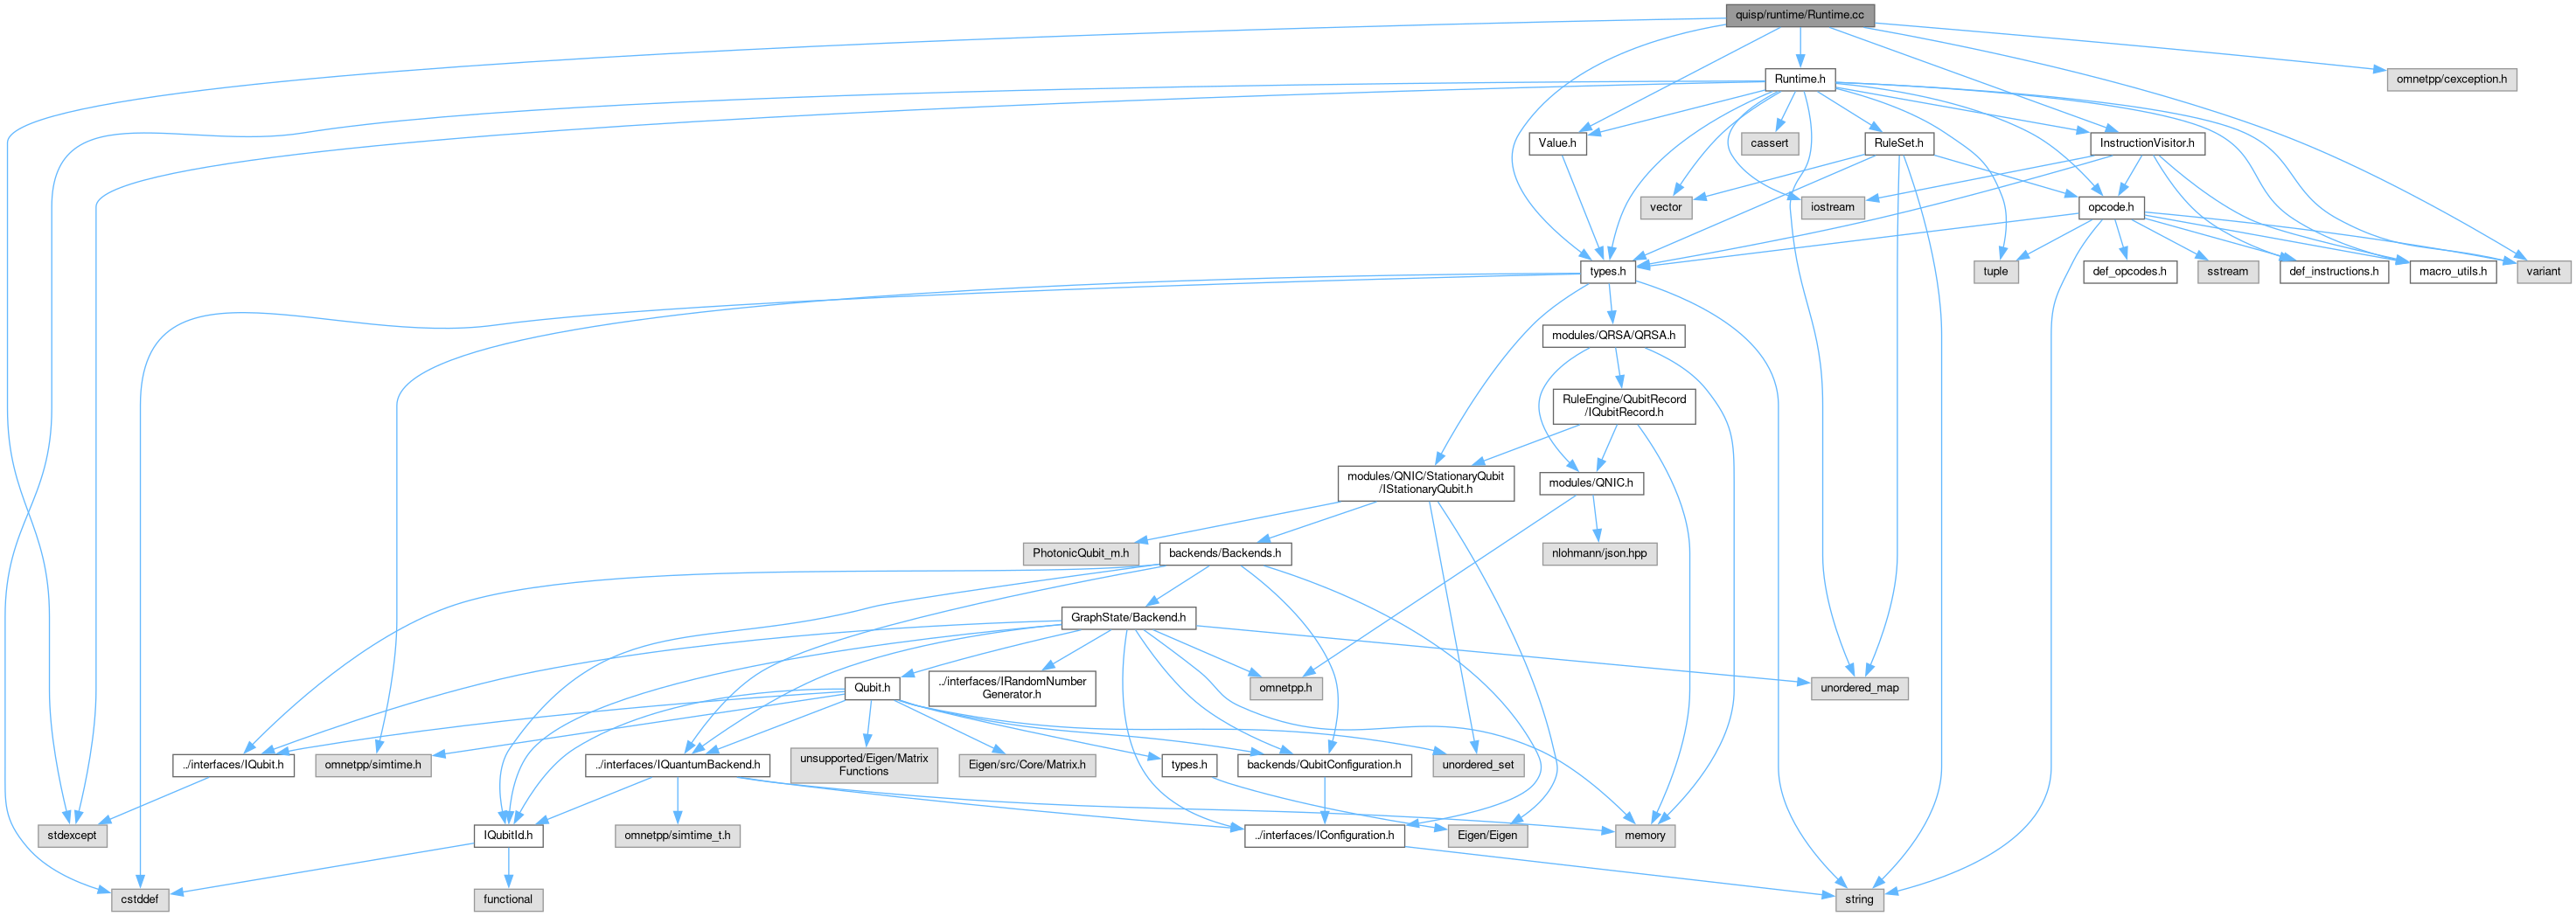 quisp/runtime/Runtime.cc
Runtime.h
omnetpp/cexception.h
Value.h
cassert
RuleSet.h
InstructionVisitor.h
vector
iostream
opcode.h
types.h
tuple
def_opcodes.h
sstream
def_instructions.h
macro_utils.h
variant
modules/QRSA/QRSA.h
RuleEngine/QubitRecord
/IQubitRecord.h
modules/QNIC/StationaryQubit
/IStationaryQubit.h
modules/QNIC.h
PhotonicQubit_m.h
backends/Backends.h
nlohmann/json.hpp
GraphState/Backend.h
Qubit.h
../interfaces/IRandomNumber
Generator.h
omnetpp.h
unordered_map
../interfaces/IQubit.h
omnetpp/simtime.h
../interfaces/IQuantumBackend.h
unsupported/Eigen/Matrix
Functions
Eigen/src/Core/Matrix.h
types.h
backends/QubitConfiguration.h
unordered_set
stdexcept
IQubitId.h
omnetpp/simtime_t.h
../interfaces/IConfiguration.h
Eigen/Eigen
memory
cstddef
functional
string